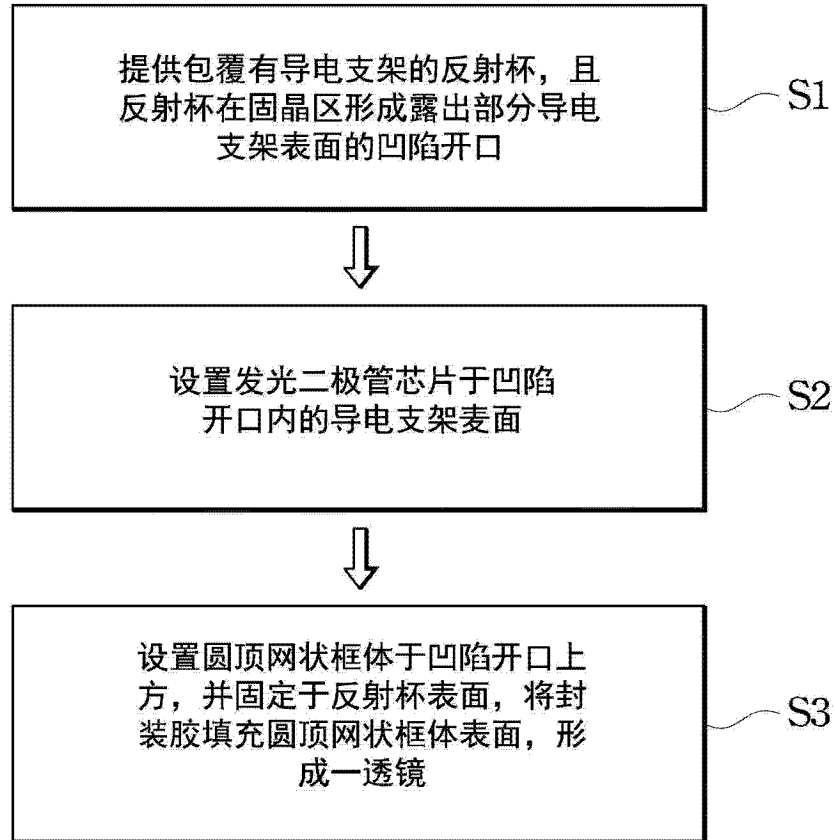 提供包覆有导电支架的反射杯，且
反射杯在固晶区形成露出部分导电
支架表面的凹陷开口
S1
设置发光二极管芯片于凹陷
开口内的导电支架麦面
S2
设置圆顶网状框体于凹陷开口上
方，并固定于反射杯表面，将封
装胶填充圆顶网状框体表面，形
成一透镜
S3